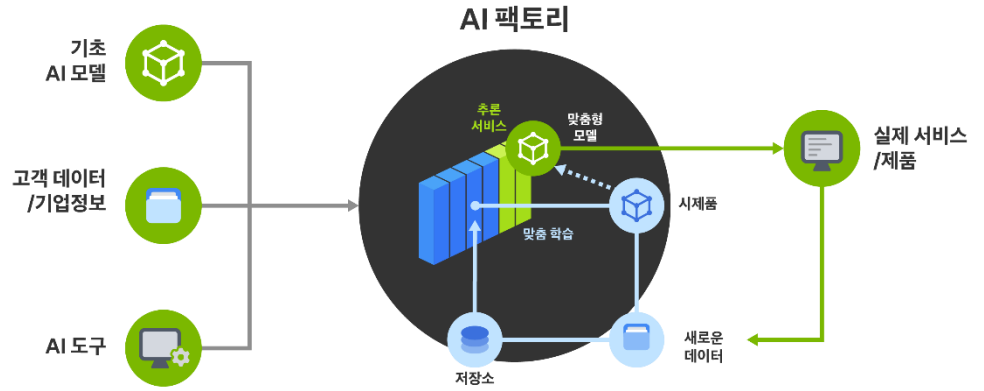 AI 팩토리
기초
AI 모델
고객 데이터
/기업정보
AI 도구
추론
서비스
맞춤형
모델
시제품
맞춤 학습
저장소
새로운
데이터
실제 서비스
/제품